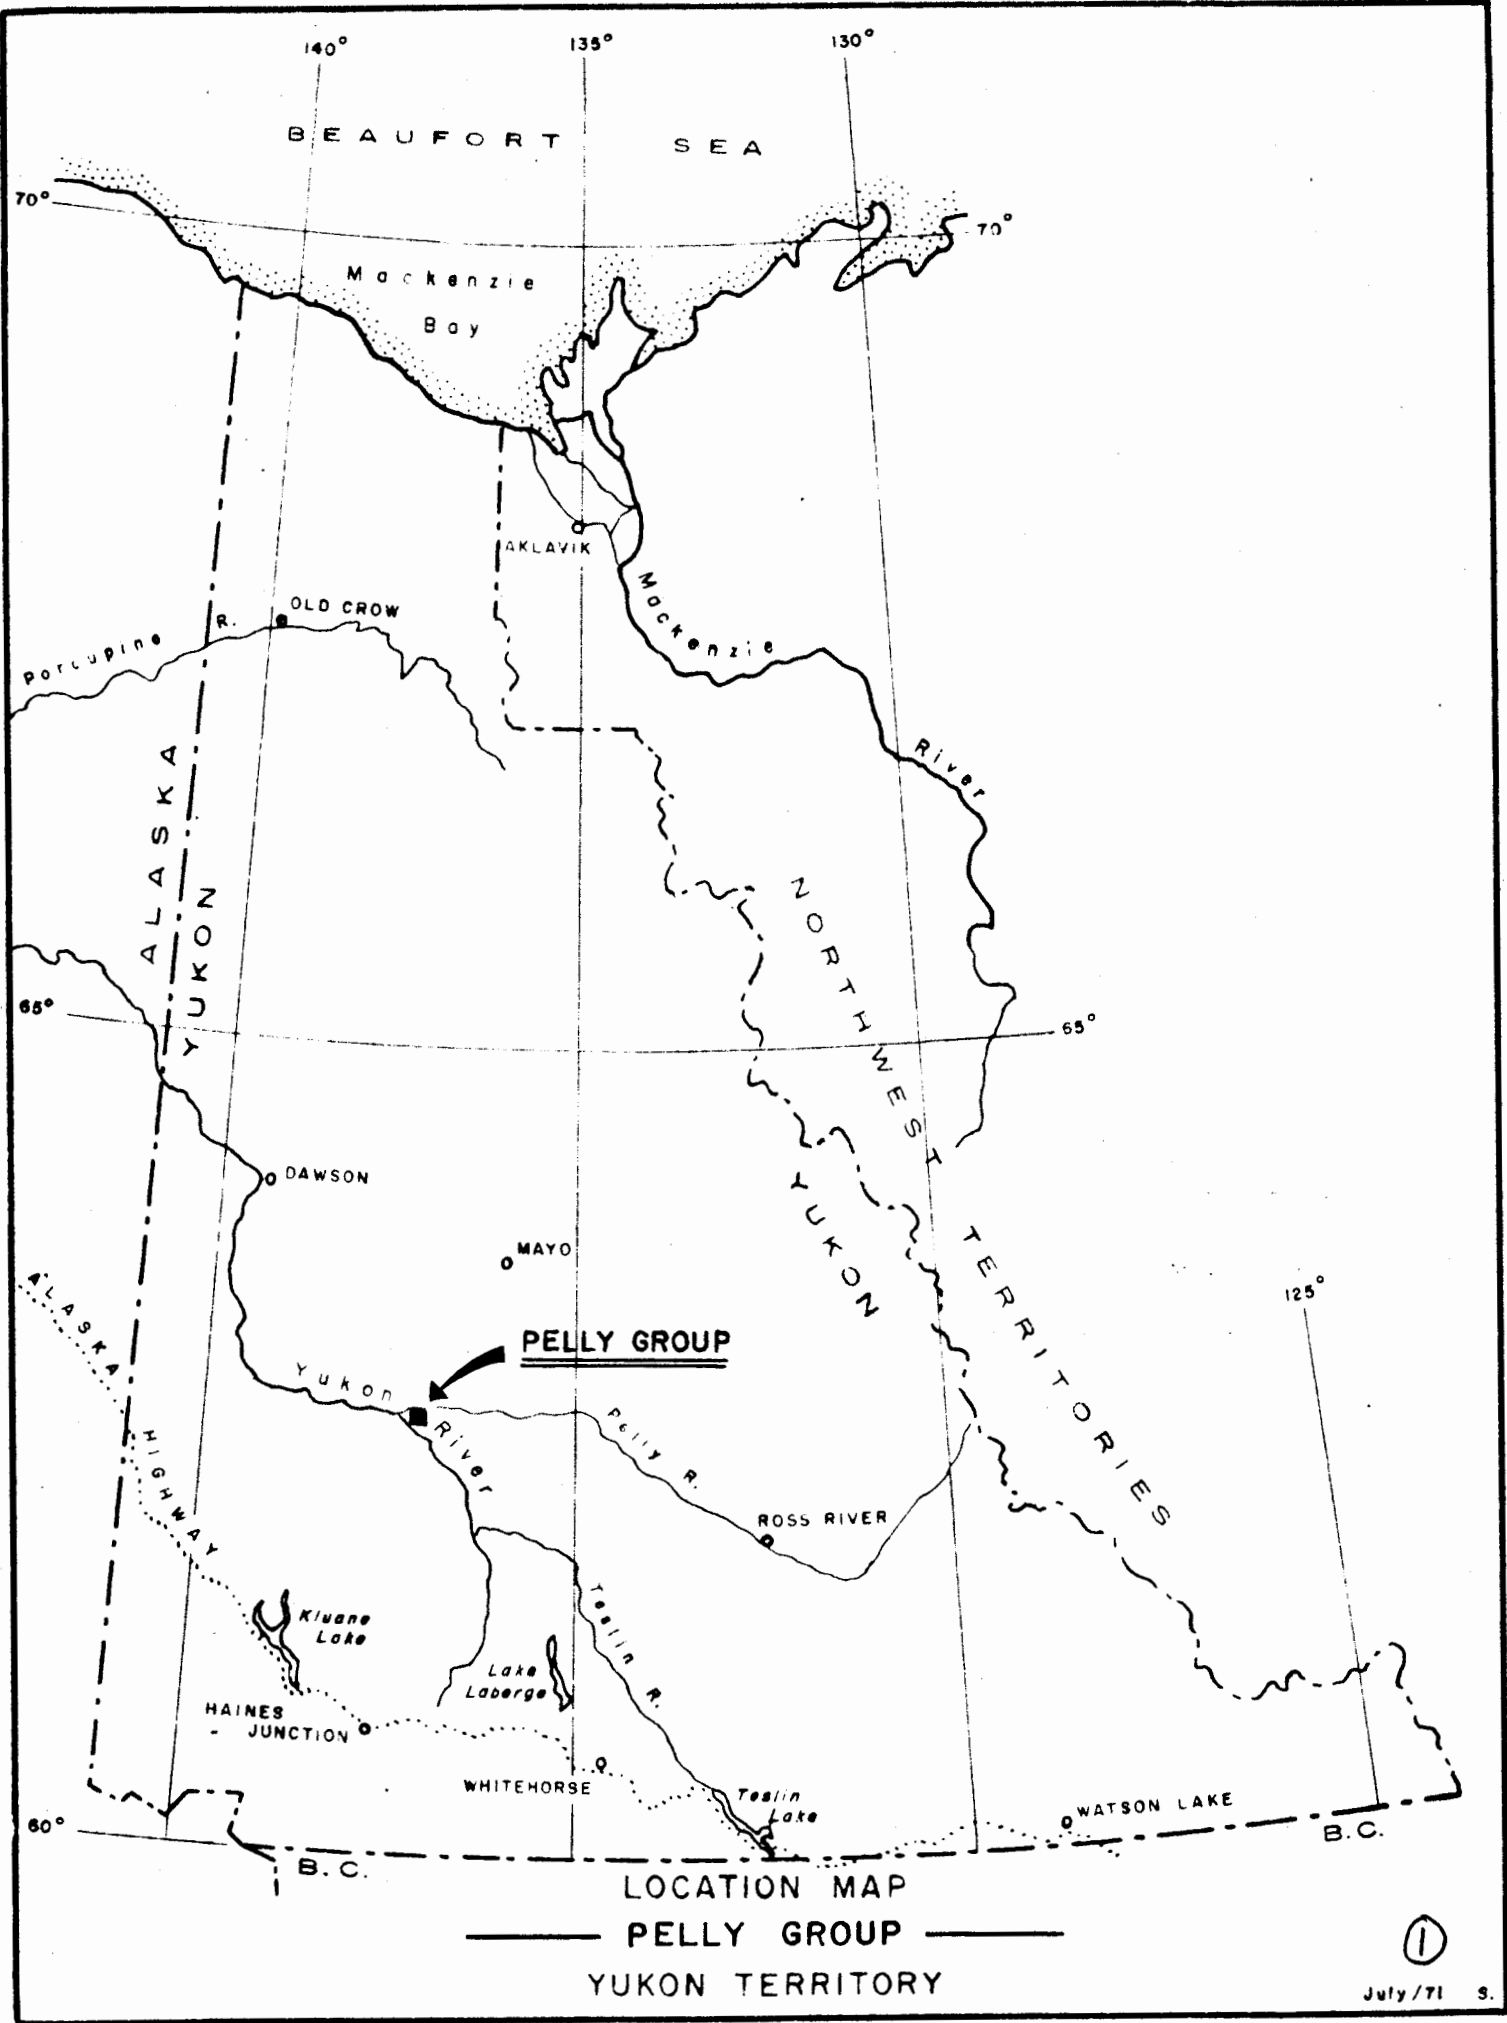 140° 135° 130°
BEAUFORT SEA
70° 70°
Mackenzie
Bay
AKLAVIK
Mackenzie River
OLD CROW
Porcupine R.
ALASKA
YUKON
NORTHWEST TERRITORIES
YUKON
65° 65°
DAWSON
MAYO
125°
ALASKA HIGHWAY
PELLY GROUP
Yukon River
Pelly R.
ROSS RIVER
Kluane
Lake
Teslin R.
Lake
Laberge
HAINES
- JUNCTION
WHITEHORSE
Teslin
Lake
WATSON LAKE
60°
B.C. B.C.
LOCATION MAP
PELLY GROUP
YUKON TERRITORY
1
July/71 S.